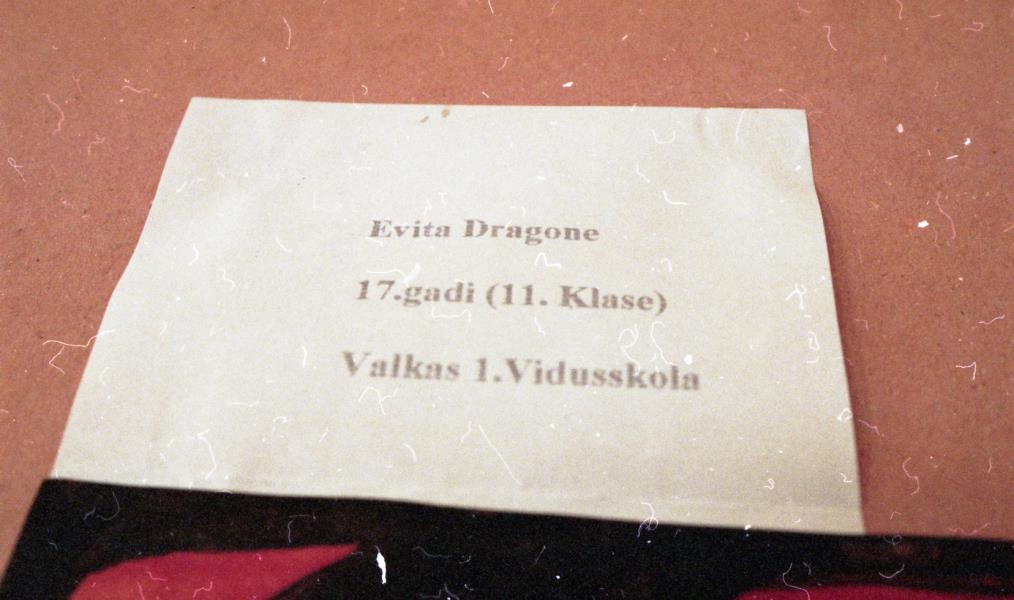 Evita Dragone
17.gadi (11. Klase)
Valkas 1.Vidusskola